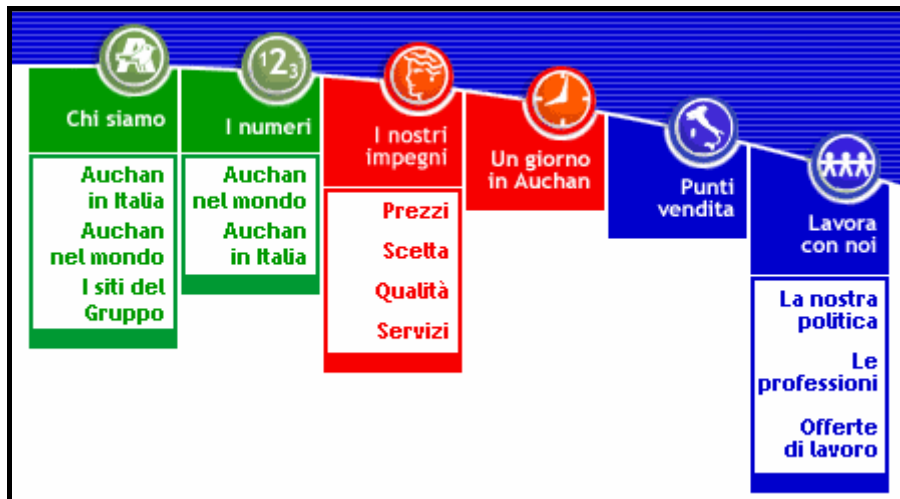 Chi siamo
Auchan
in Italia
Auchan
nel mondo
I siti del
Gruppo
123
I numeri
Auchan
nel mondo
Auchan
in Italia
I nostri
impegni
Prezzi
Scelta
Qualità
Servizi
Un giorno
in Auchan
Punti
vendita
Lavora
con noi
La nostra
politica
Le
professioni
Offerte
di lavoro